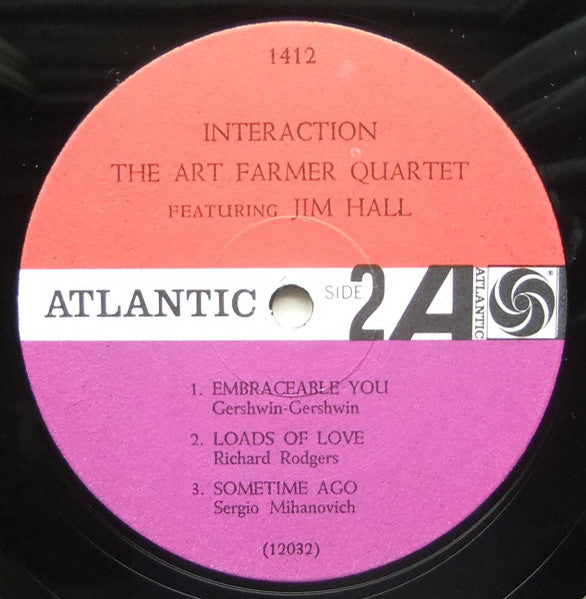 1412
INTERACTION
THE ART FARMER QUARTET
FEATURING JIM HALL
ATLANTIC SIDE 2 A ATLANTIC ®
1. EMBRACEABLE YOU
Gershwin-Gershwin
2. LOADS OF LOVE
Richard Rodgers
3. SOMETIME AGO
Sergio Mihanovich
(12032)